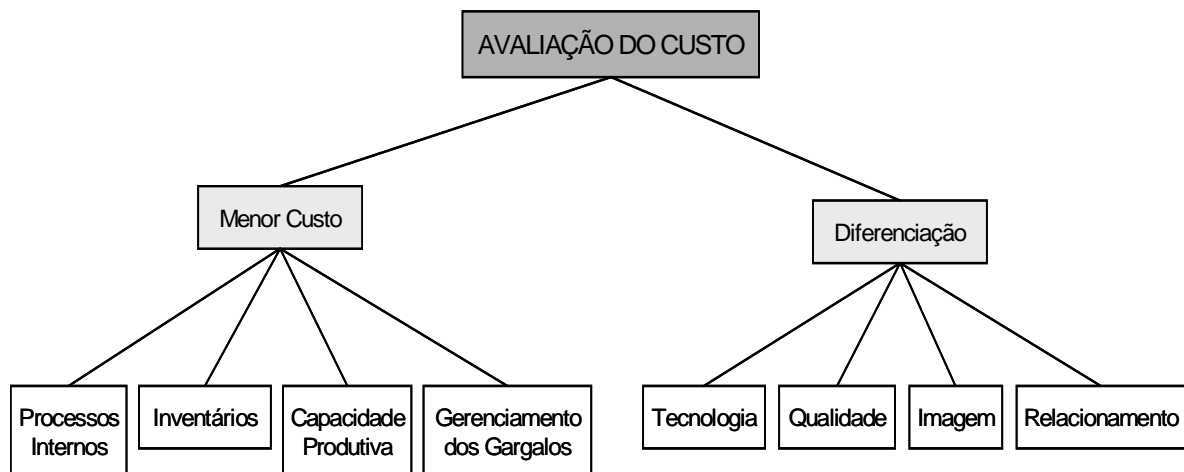 AVALIAÇÃO DO CUSTO
Menor Custo
Diferenciação
Processos
Internos
Inventários
Capacidade
Produtiva
Gerenciamento
dos Gargalos
Tecnologia
Qualidade
Imagem
Relacionamento